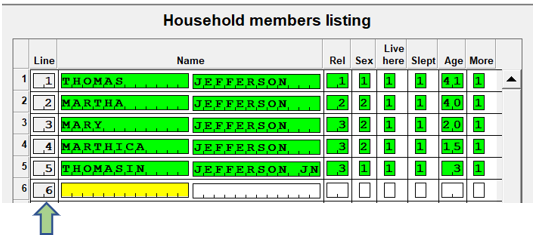 Household members listing
Line Name Rel Sex Live here Slept Age More
1 1 THOMAS JEFFERSON 1 1 1 1 41 1
2 2 MARTHA JEFFERSON 2 2 1 1 40 1
3 3 MARY JEFFERSON 3 2 1 1 20 1
4 4 MARTHICA JEFFERSON 3 2 1 1 15 1
5 5 THOMASIN JEFFERSON JN 3 1 1 1 3 1
6 6